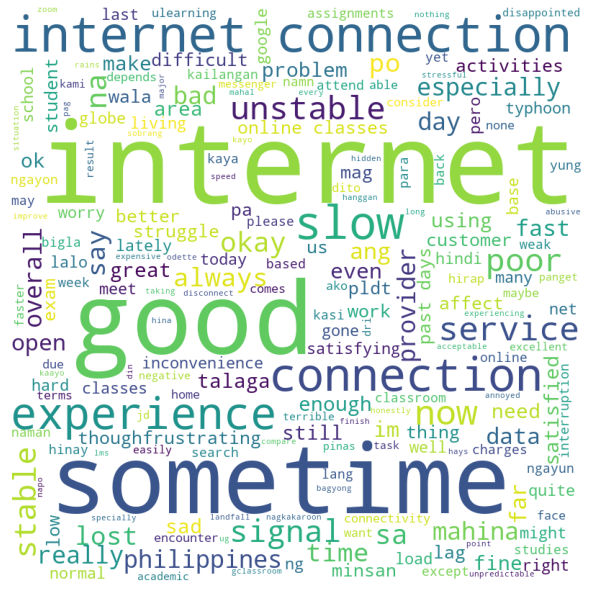 zoom
last
ulearning
assignments
nothing
disappointed
internet connection
google
yet
make
difficult
po
activities
school
student
na
rains
kami
depends
kailangan
problem
namn
attend
able
stressful
especially
situation
pag
wala
bad
messenger
mahal
every
consider
typhoon
major
area
unstable
day
pero
none
globe
living
online classes
ok
sobrang
kayo
yung
internet
ngayon
result
speed
kaya
hidden
hanggan
dito
para
back
base
may
improve
please
mag
slow
long
abusive
worry
better
pa
using
fast
weak
bigla
struggle
us
customer
overall
say
lately
okay
ang
hindi
poor
lalo
expensive
odette
today
based
even
pldt
hirap
many
panget
faster
week
meet
great
always
ako
provider
past days
maybe
exam
taking
disconnect
comes
kasi
work
affect
net
experiencing
good
open
hina
gone
dri
service
due
inconvenience
satisfying
online
excellent
acceptable
hard
classes
din
home
talaga
connection
annoyed
terms
negative
jd
enough
classroom
satisfied
interruption
experience
terrible
honestly
now
need
naman
thoughfrustrating
still
im
thing
data
hinay
search
compare
finish
pinas
task
well
charges
lms
easily
lang
hays
ngayun
stable
napo
sometime
bagyong
far
quite
low
specially
landfall
nagkakaroon
connectivity
face
lost
sad
signal
sa
mahina
want
point
might
encounter
ug
time
load
lag
studies
really
philippines
ng
minsan
fine
except
right
normal
academic
gclassroom
unpredictable
kaayo